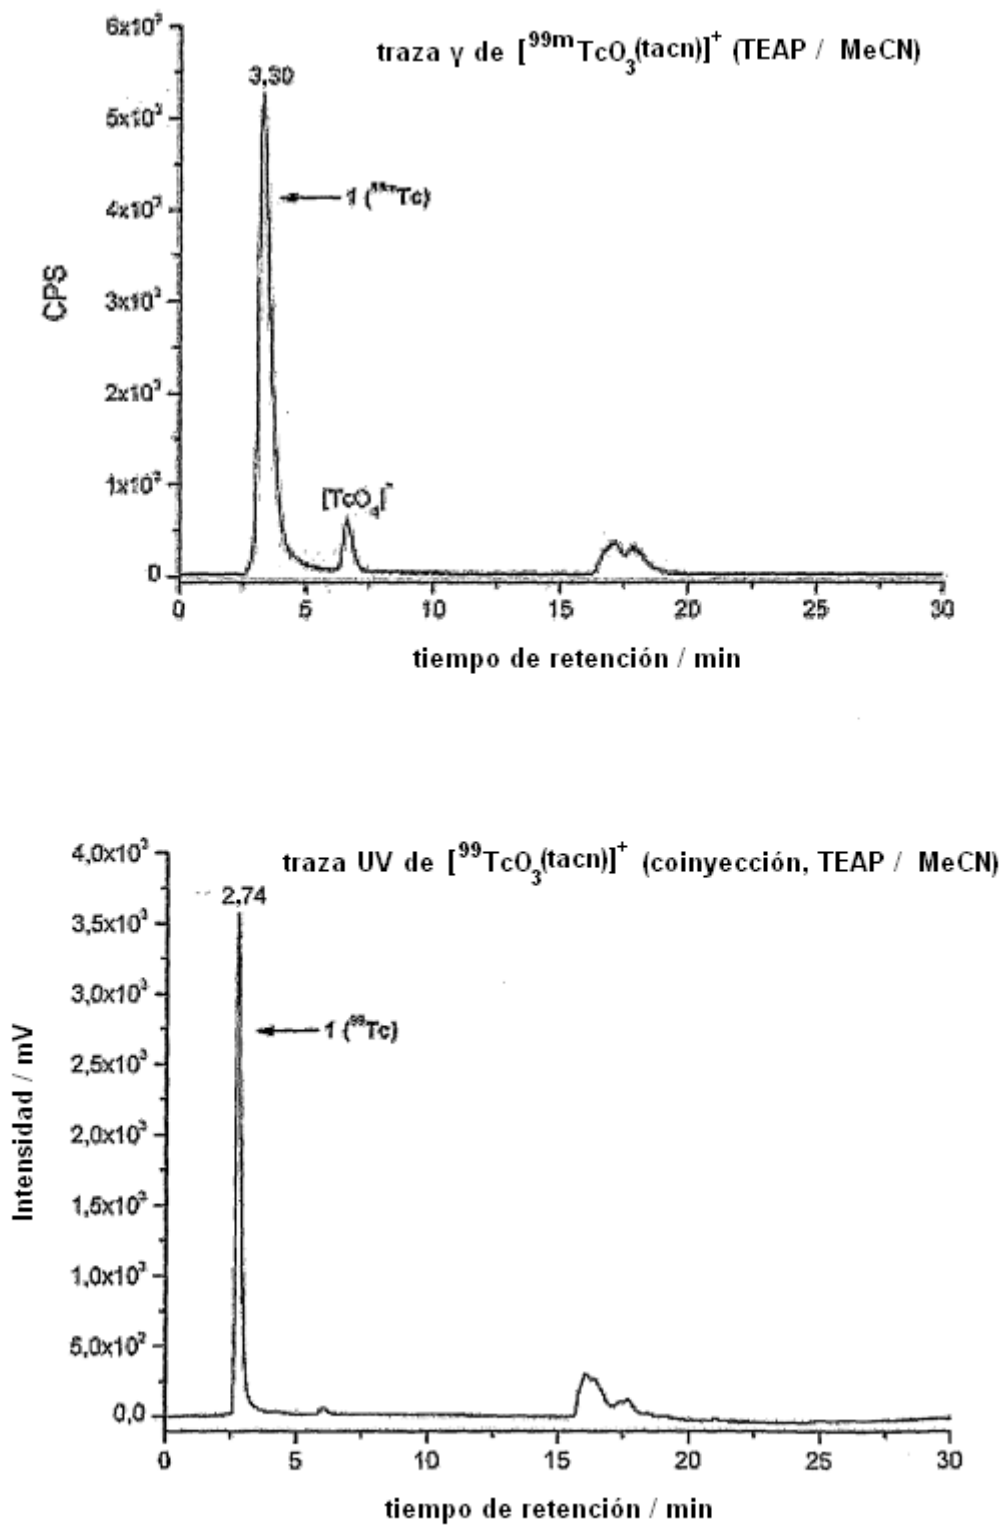 traza γ de [⁹⁹ᵐTcO₃(tacn)]⁺ (TEAP / MeCN)
6x10³
3,30
5x10³
1 (⁹⁹ᵐTc)
4x10³
CPS
3x10³
2x10³
1x10³
[TcO₄]⁻
0
0 5 10 15 20 25 30
tiempo de retención / min
4,0x10³
traza UV de [⁹⁹TcO₃(tacn)]⁺ (coinyección, TEAP / MeCN)
2,74
3,5x10³
3,0x10³
1 (⁹⁹Tc)
2,5x10³
Intensidad / mV
2,0x10³
1,5x10³
1,0x10³
5,0x10²
0,0
0 5 10 15 20 25 30
tiempo de retención / min